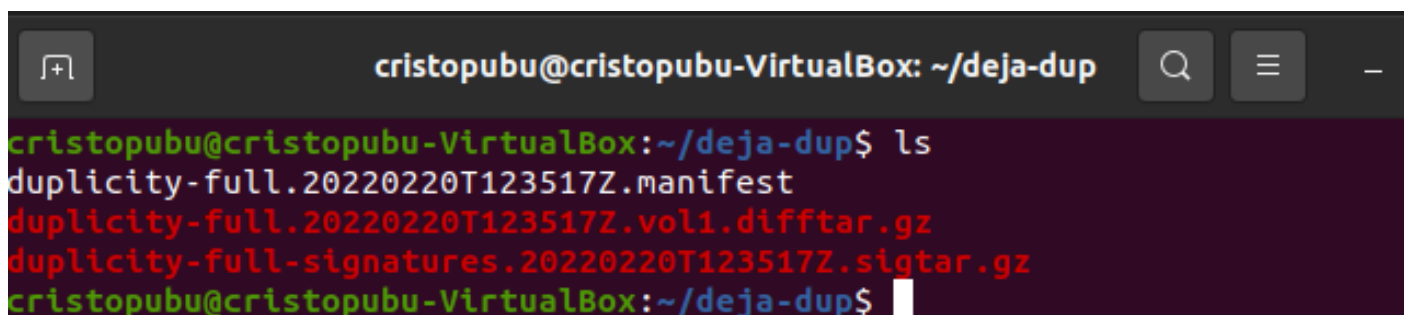 cristopubu@cristopubu-VirtualBox: ~/deja-dup
cristopubu@cristopubu-VirtualBox:~/deja-dup$ ls
duplicity-full.20220220T123517Z.manifest
duplicity-full.20220220T123517Z.vol1.difftar.gz
duplicity-full-signatures.20220220T123517Z.sigtar.gz
cristopubu@cristopubu-VirtualBox:~/deja-dup$